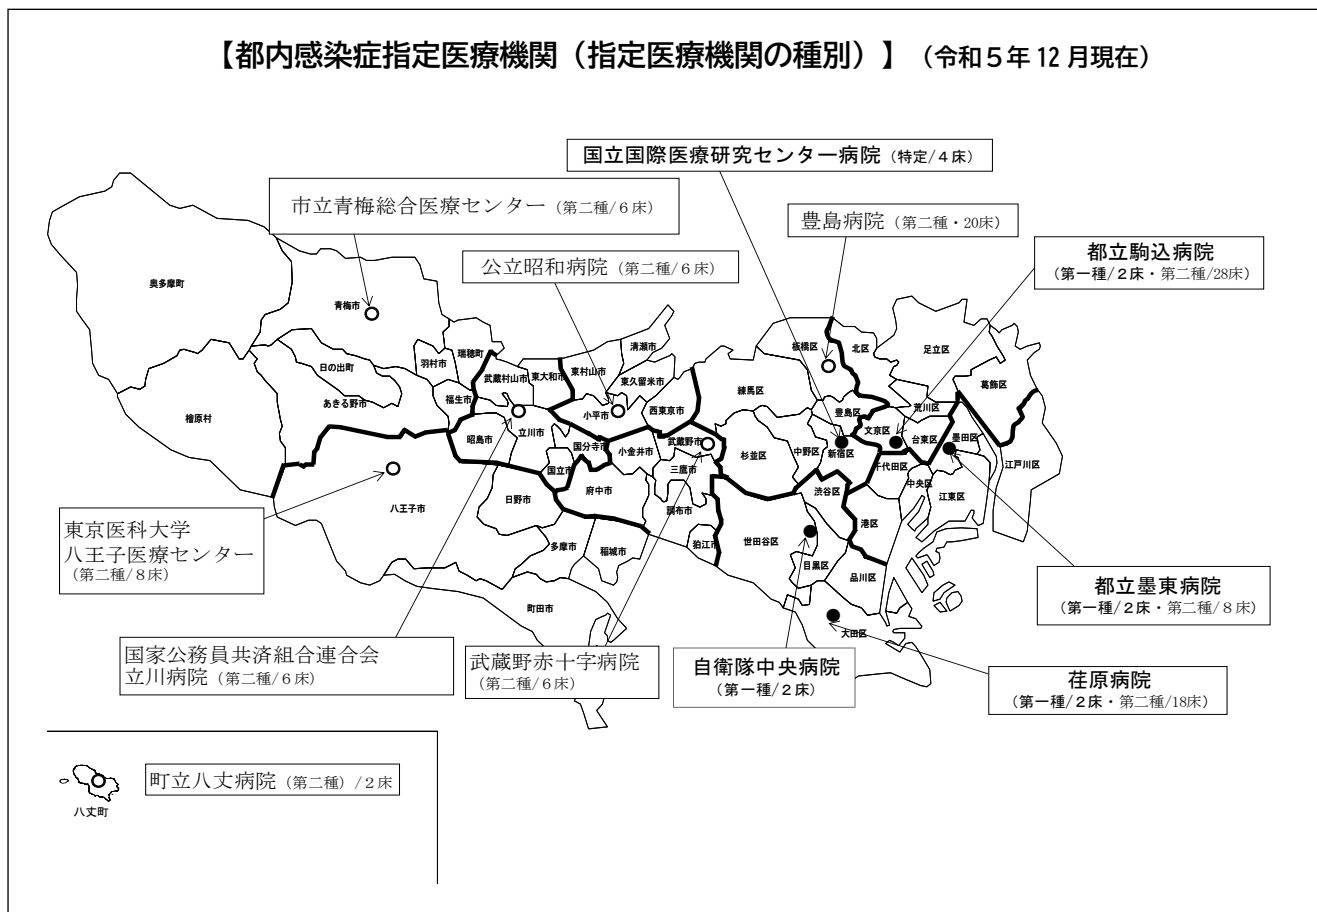 【都内感染症指定医療機関（指定医療機関の種別）】（令和５年 12 月現在）
国立国際医療研究センター病院（特定/４床）
市立青梅総合医療センター（第二種/６床）
豊島病院（第二種・20床）
公立昭和病院（第二種/６床）
都立駒込病院
（第一種/２床・第二種/28床）
奥多摩町
青梅市
瑞穂町
羽村市
日の出町
あきる野市
福生市
檜原村
武蔵村山市
東大和市
東村山市
清瀬市
東久留米市
小平市
西東京市
昭島市
立川市
国分寺市
国立市
小金井市
武蔵野市
三鷹市
府中市
調布市
狛江市
日野市
八王子市
多摩市
稲城市
町田市
板橋区
北区
足立区
葛飾区
練馬区
豊島区
荒川区
文京区
台東区
墨田区
杉並区
中野区
新宿区
千代田区
中央区
江東区
江戸川区
渋谷区
港区
世田谷区
目黒区
品川区
大田区
東京医科大学
八王子医療センター
（第二種/８床）
国家公務員共済組合連合会
立川病院（第二種/６床）
武蔵野赤十字病院
（第二種/６床）
自衛隊中央病院
（第一種/２床）
都立墨東病院
（第一種/２床・第二種/８床）
荏原病院
（第一種/２床・第二種/18床）
町立八丈病院（第二種）/２床
八丈町